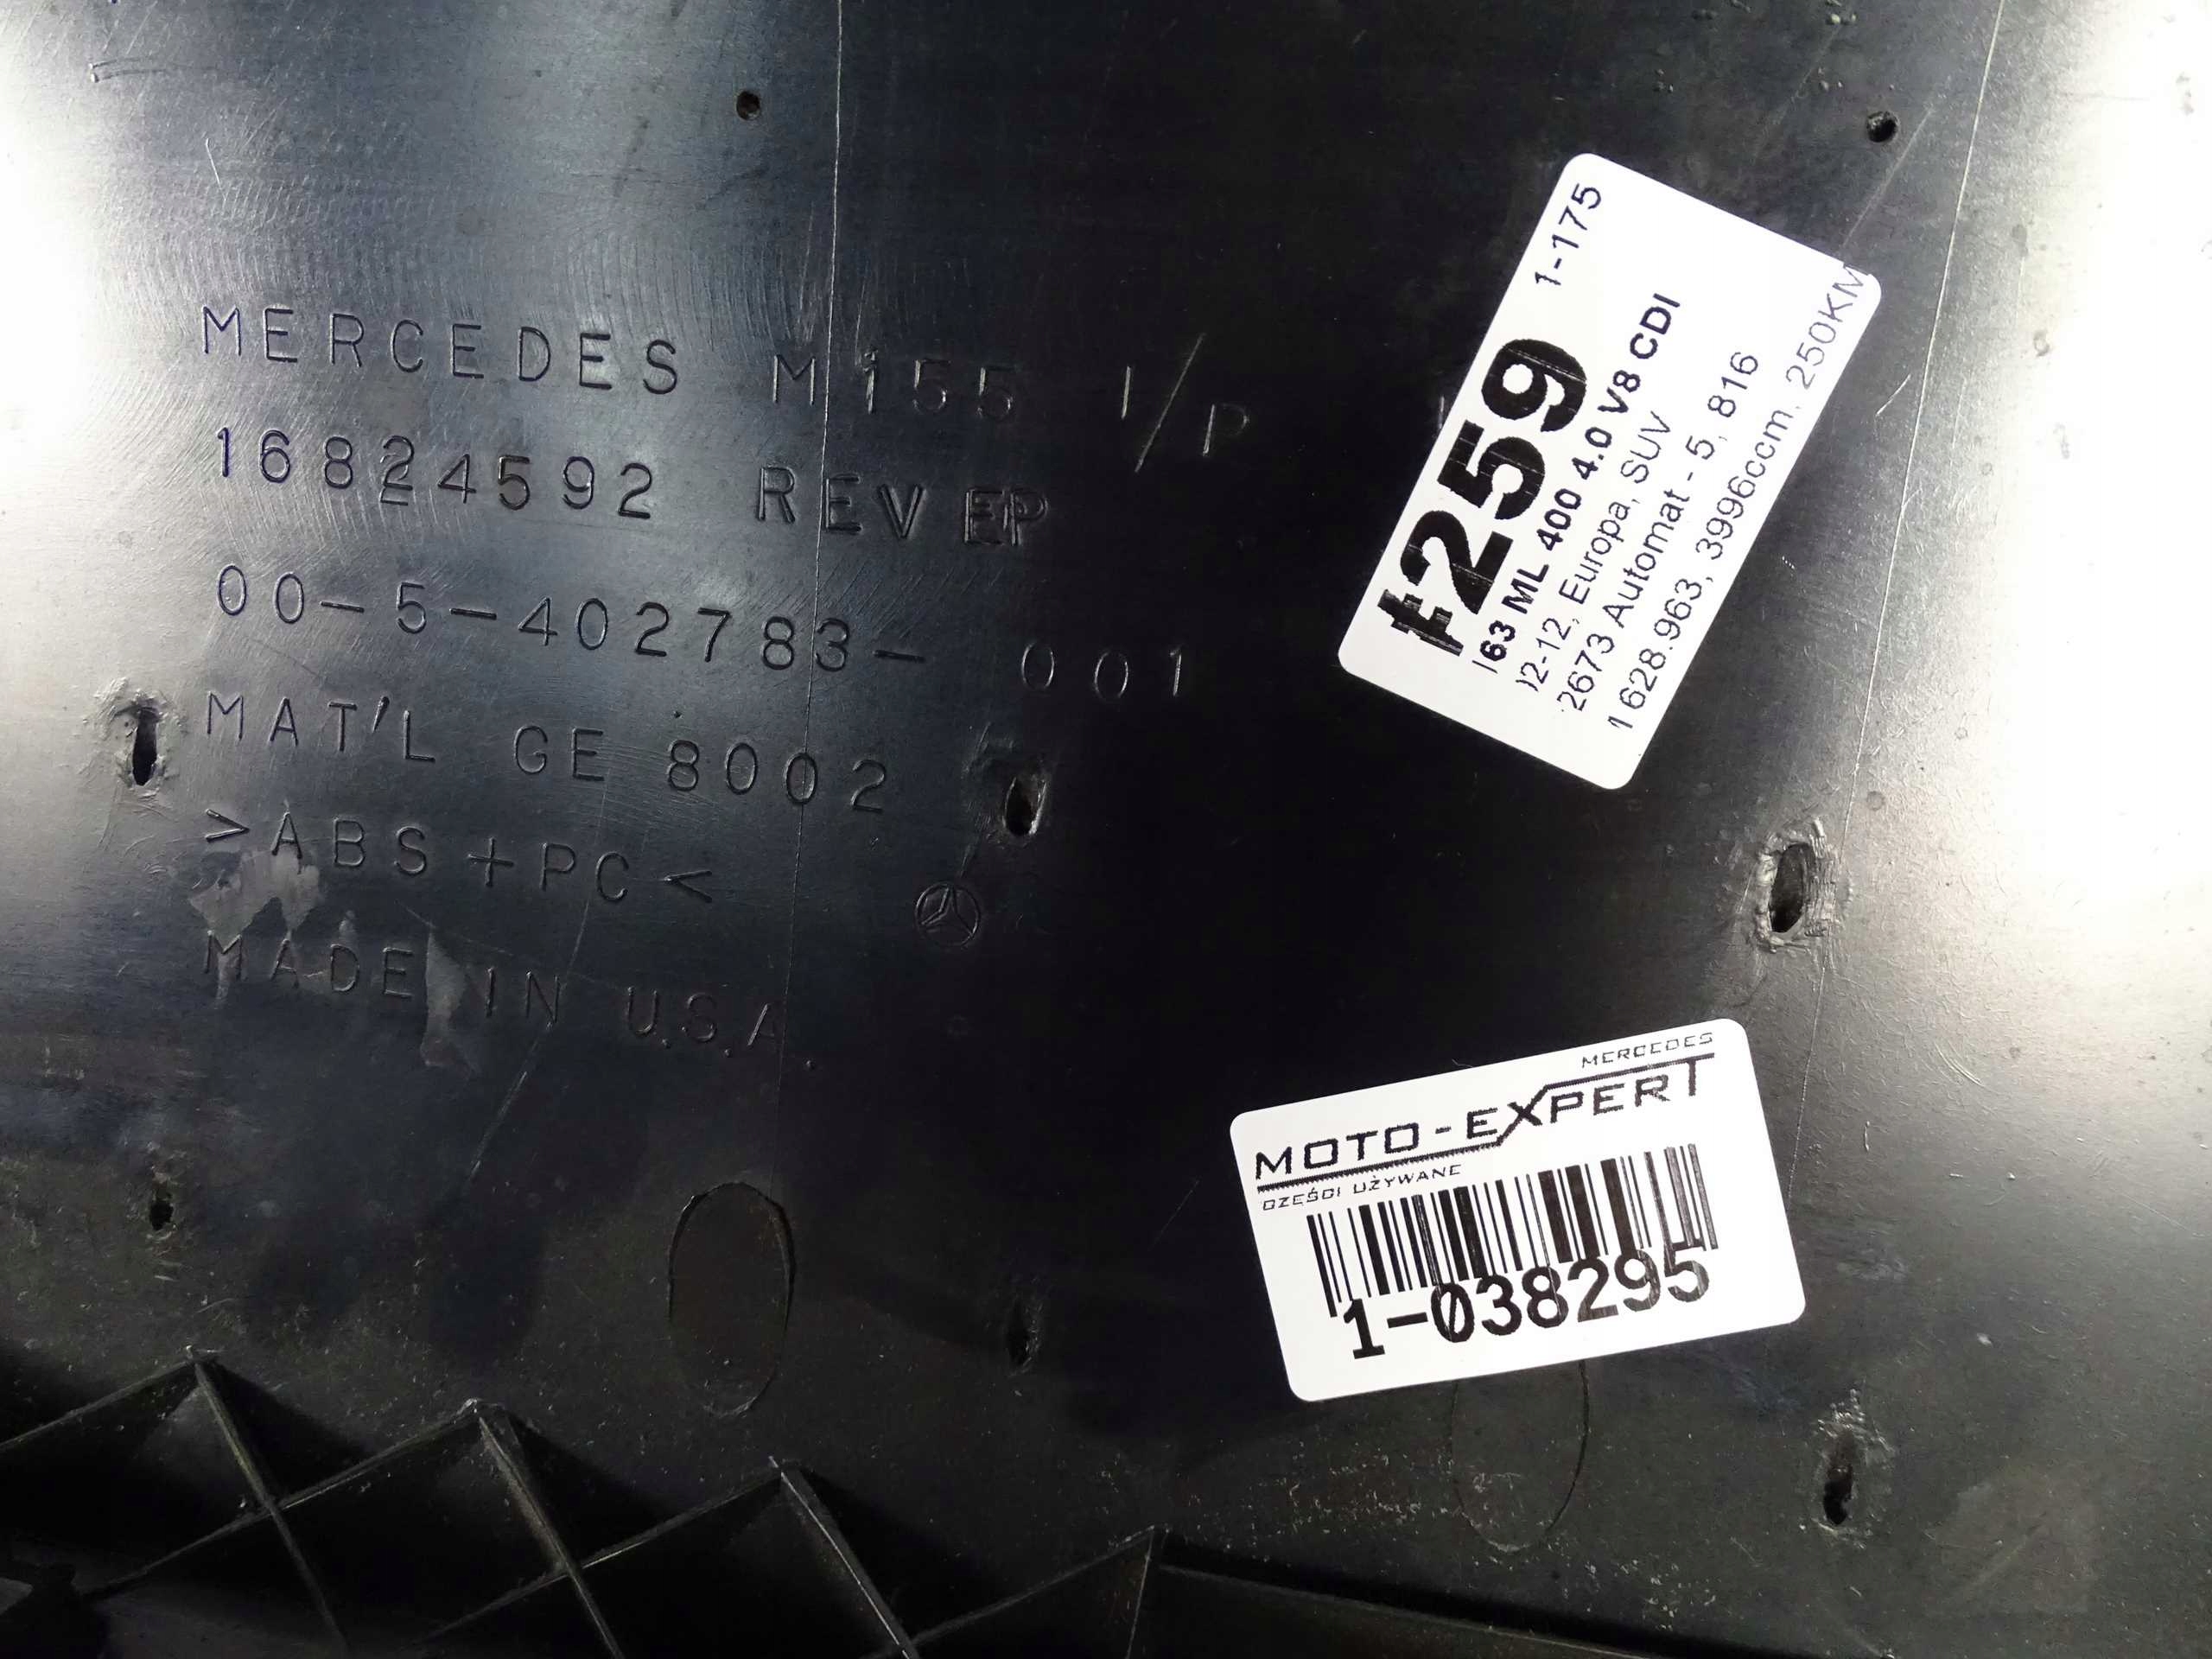 MERCEDES M155 I/P
16824592 REV EP
00-5-402783- 001
MAT'L GE 8002
>ABS+PC<
MADE IN U.S.A.
1-175
#259
163 ML 400 4.0 V8 CDI
02-12, Europa, SUV
2673 Automat - 5, 816
628.963, 3996ccm, 250KM
MERCEDES
MOTO-EXPERT
CZĘŚCI UŻYWANE
1-038295